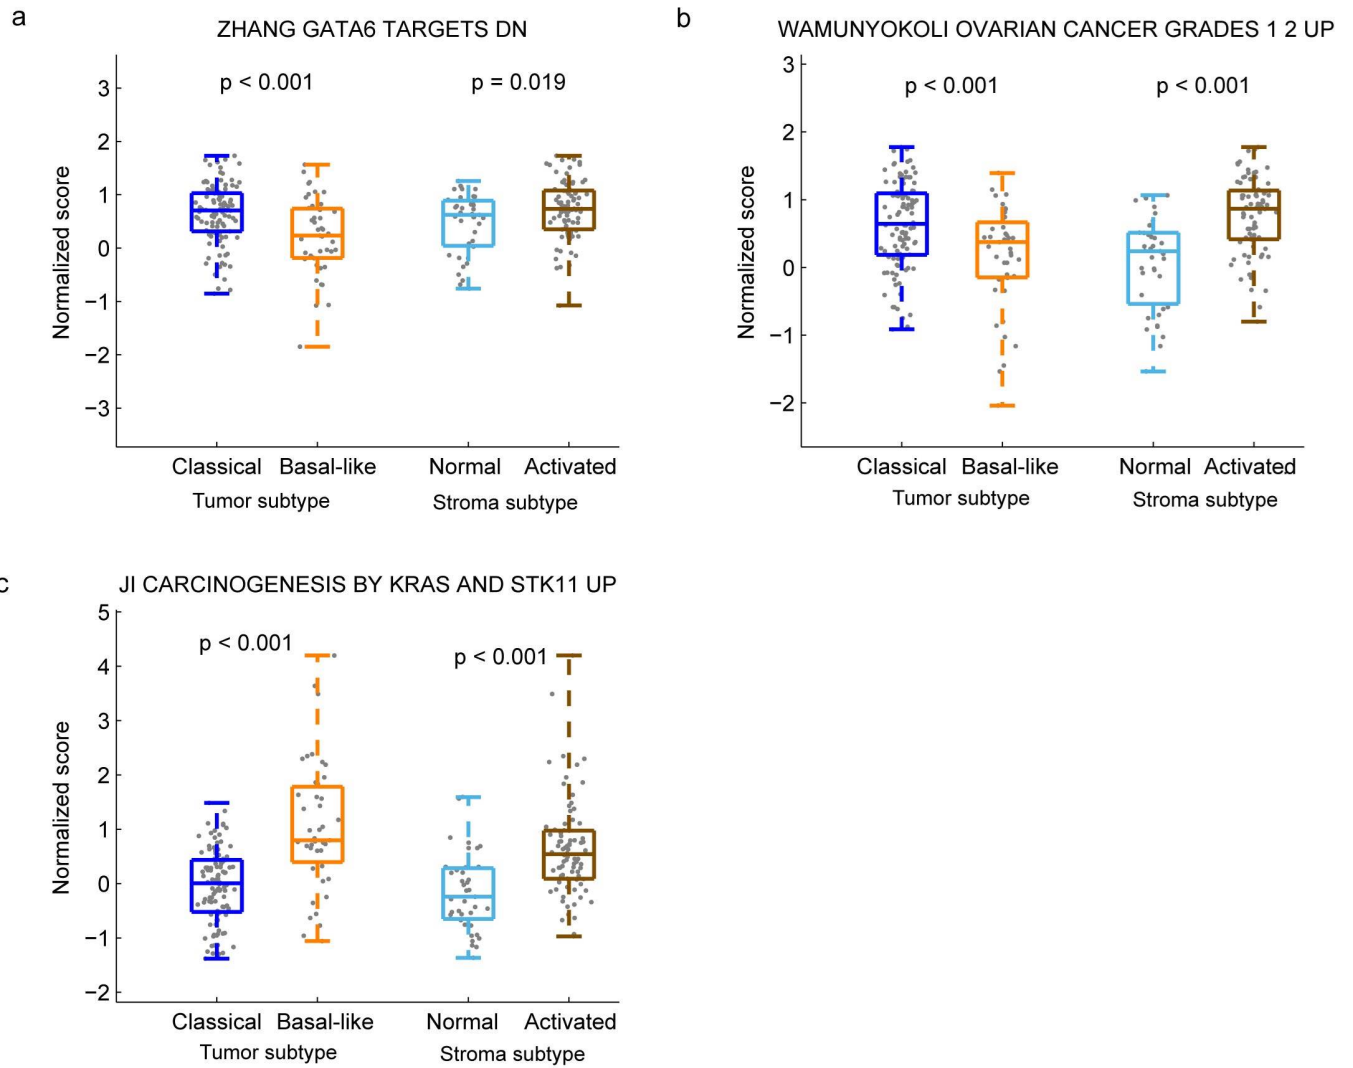 a
ZHANG GATA6 TARGETS DN
p < 0.001
p = 0.019
3
2
1
0
−1
−2
−3
Normalized score
Classical
Basal-like
Normal
Activated
Tumor subtype
Stroma subtype
b
WAMUNYOKOLI OVARIAN CANCER GRADES 1 2 UP
p < 0.001
p < 0.001
3
2
1
0
−1
−2
Normalized score
Classical
Basal-like
Normal
Activated
Tumor subtype
Stroma subtype
c
JI CARCINOGENESIS BY KRAS AND STK11 UP
p < 0.001
p < 0.001
5
4
3
2
1
0
−1
−2
Normalized score
Classical
Basal-like
Normal
Activated
Tumor subtype
Stroma subtype